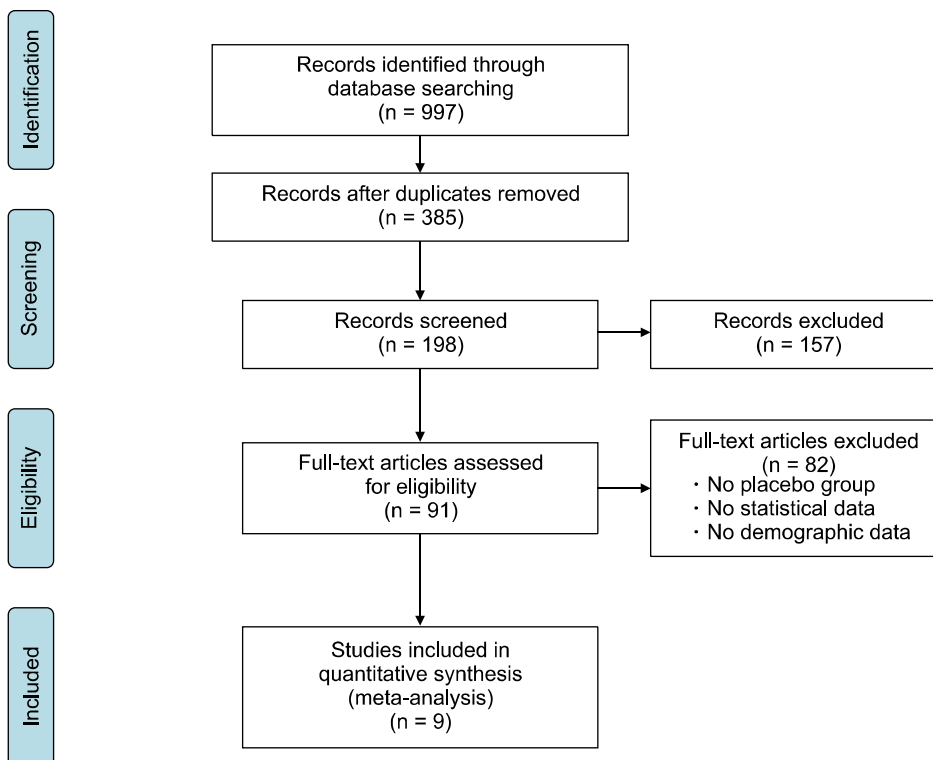 Identification
Records identified through
database searching
(n = 997)
Records after duplicates removed
(n = 385)
Screening
Records screened
(n = 198)
Records excluded
(n = 157)
Eligibility
Full-text articles assessed
for eligibility
(n = 91)
Full-text articles excluded
(n = 82)
· No placebo group
· No statistical data
· No demographic data
Included
Studies included in
quantitative synthesis
(meta-analysis)
(n = 9)